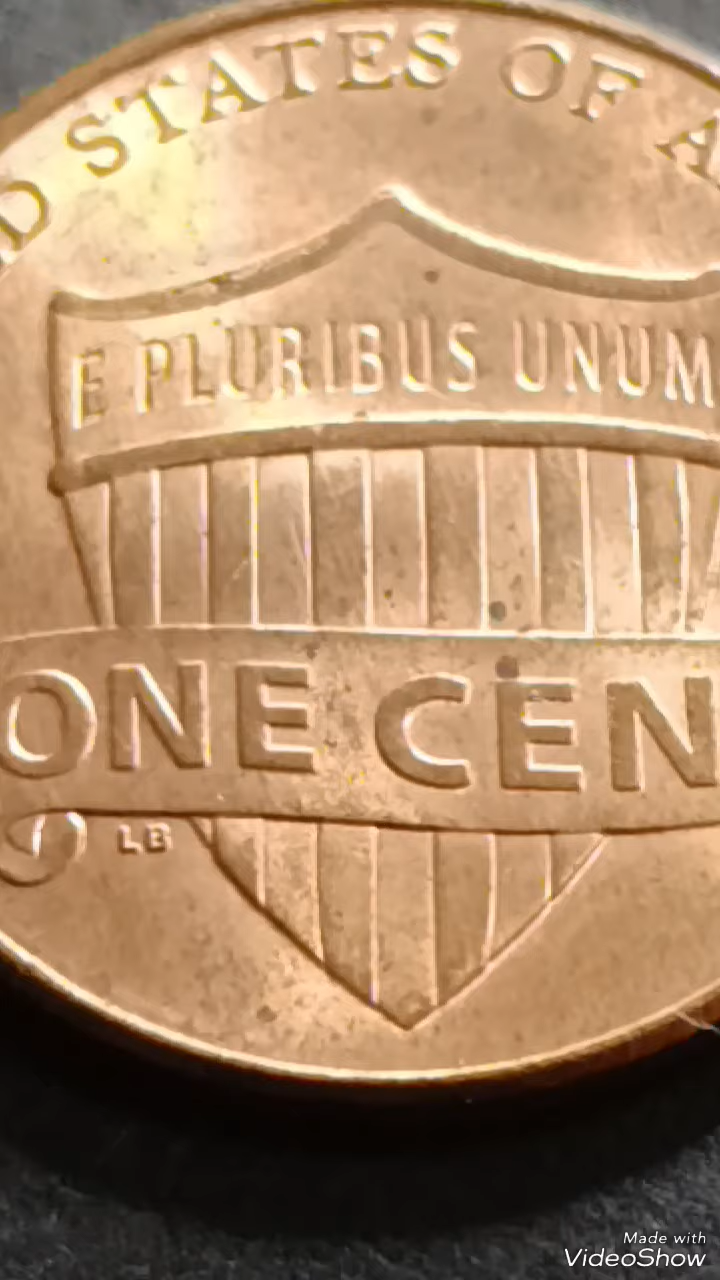 D STATES OF A
E PLURIBUS UNUM
ONE CEN
LB
Made with
VideoShow